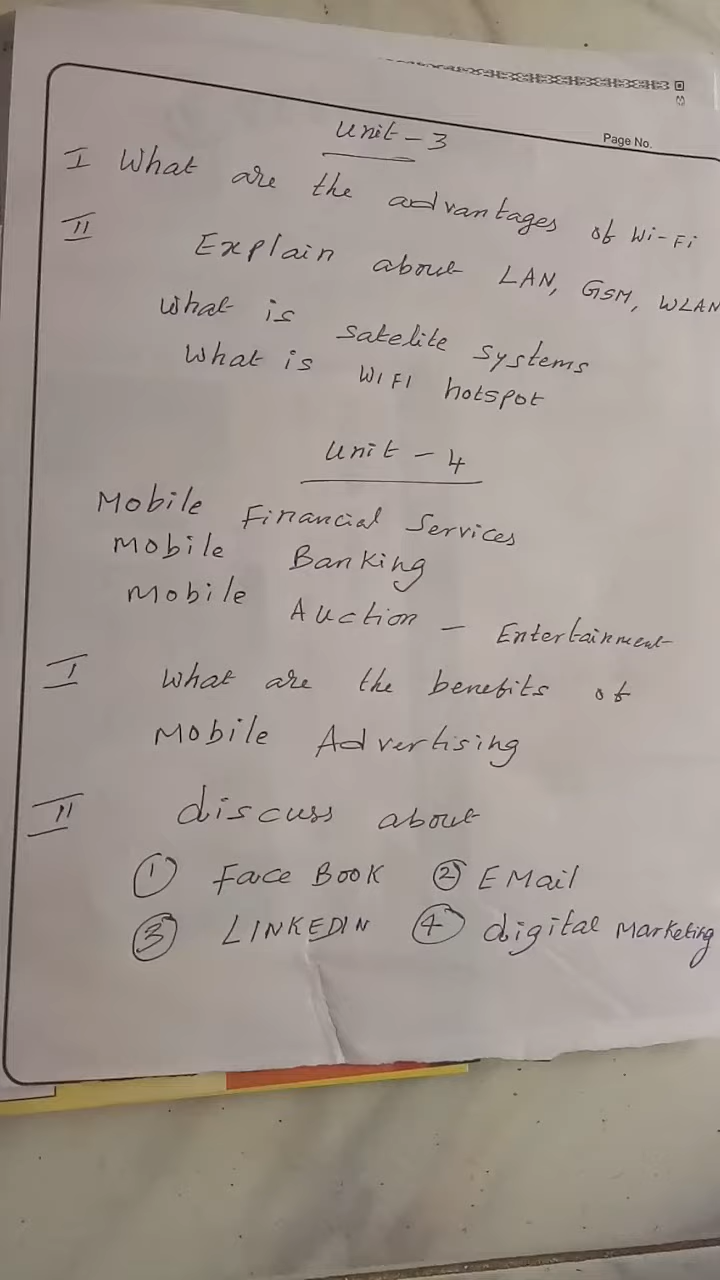 Page No.
Unit - 3
I What are the advantages of Wi-Fi
II Explain about LAN, GSM, WLAN
What is satelite systems
What is WIFI hotspot
Unit - 4
Mobile Financial Services
Mobile Banking
Mobile Auction - Entertainment
I What are the benefits of
Mobile Advertising
II discuss about
① Face Book ② EMail
③ LINKEDIN ④ digital Marketing